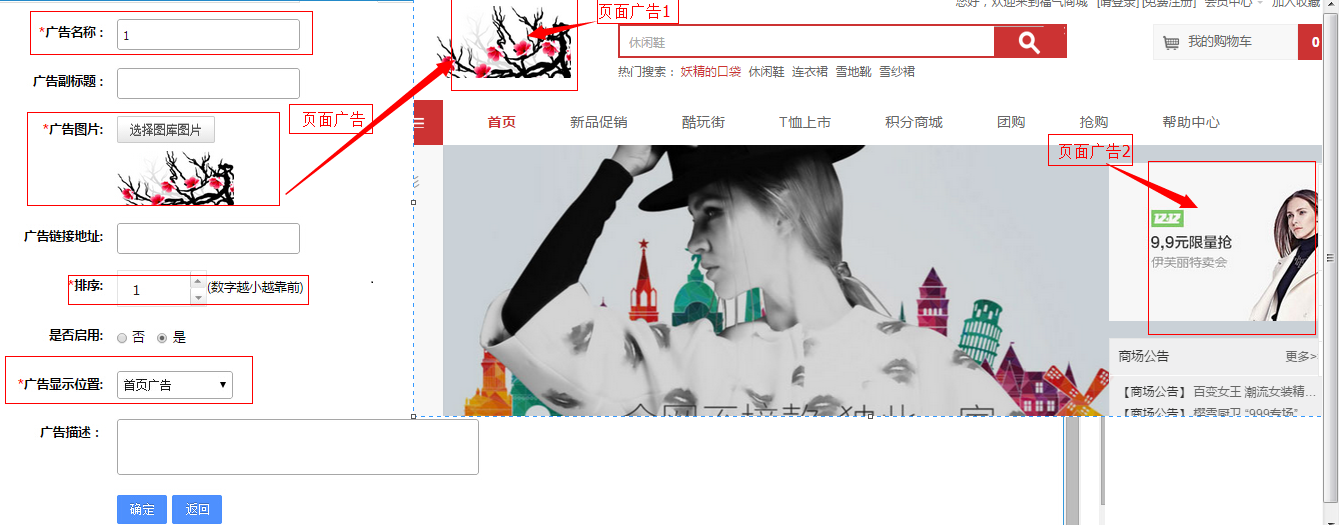 *广告名称：
1
广告副标题：
*广告图片:
选择图库图片
页面广告
广告链接地址:
*排序:
1
(数字越小越靠前)
是否启用:
否
是
*广告显示位置:
首页广告
广告描述：
确定
返回
页面广告1
您好，欢迎来到福气商城 [请登录] [免费注册] 会员中心 加入收藏
休闲鞋
我的购物车
0
热门搜索： 妖精的口袋 休闲鞋 连衣裙 雪地靴 雪纱裙
首页 新品促销 酷玩街 T恤上市 积分商城 团购 抢购 帮助中心
页面广告2
12.12
9,9元限量抢
伊芙丽特卖会
商场公告
更多>
【商场公告】 百变女王 潮流女装精...
【商场公告】 樱雪厨卫 “999专场”